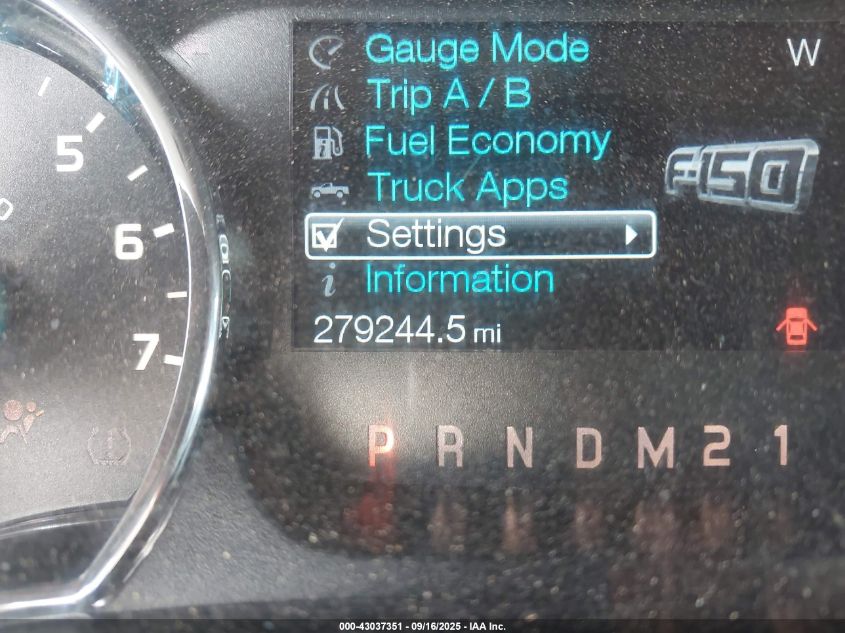 Gauge Mode
W
Trip A / B
Fuel Economy
F-150
Truck Apps
Settings
Information
279244.5 mi
5
6
7
P R N D M 2 1
000-43037351 - 09/16/2025 - IAA Inc.